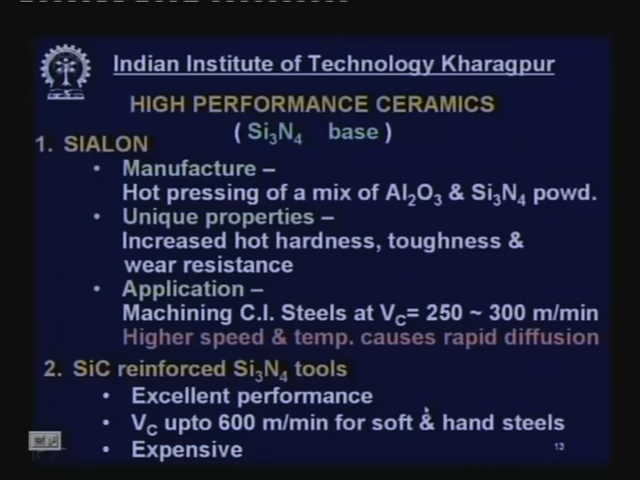 Indian Institute of Technology Kharagpur
HIGH PERFORMANCE CERAMICS
( Si₃N₄ base )
1. SIALON
• Manufacture –
Hot pressing of a mix of Al₂O₃ & Si₃N₄ powd.
• Unique properties –
Increased hot hardness, toughness &
wear resistance
• Application –
Machining C.I. Steels at V_C= 250 ~ 300 m/min
Higher speed & temp. causes rapid diffusion
2. SiC reinforced Si₃N₄ tools
• Excellent performance
• V_C upto 600 m/min for soft & hand steels
• Expensive
13